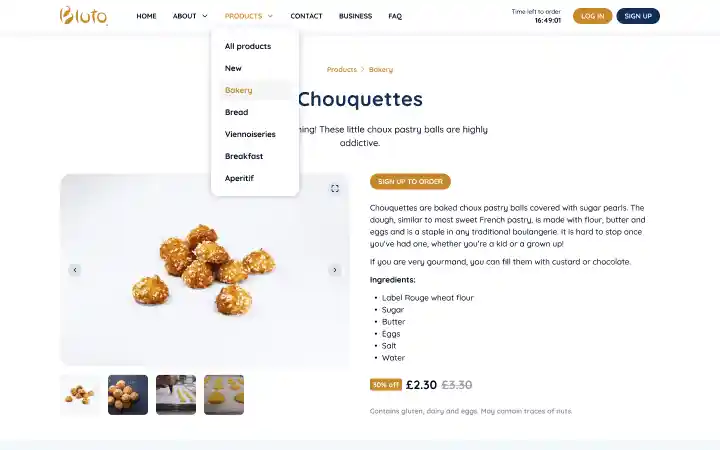 Bluto.
HOME
ABOUT
PRODUCTS
CONTACT
BUSINESS
FAQ
Time left to order
16:49:01
LOG IN
SIGN UP
All products
New
Bakery
Bread
Viennoiseries
Breakfast
Aperitif
Products > Bakery
Chouquettes
These little choux pastry balls are highly
addictive.
SIGN UP TO ORDER
Chouquettes are baked choux pastry balls covered with sugar pearls. The
dough, similar to most sweet French pastry, is made with flour, butter and
eggs and is a staple in any traditional boulangerie. It is hard to stop once
you've had one, whether you're a kid or a grown up!
If you are very gourmand, you can fill them with custard or chocolate.
Ingredients:
• Label Rouge wheat flour
• Sugar
• Butter
• Eggs
• Salt
• Water
30% off £2.30 £3.30
Contains gluten, dairy and eggs. May contain traces of nuts.